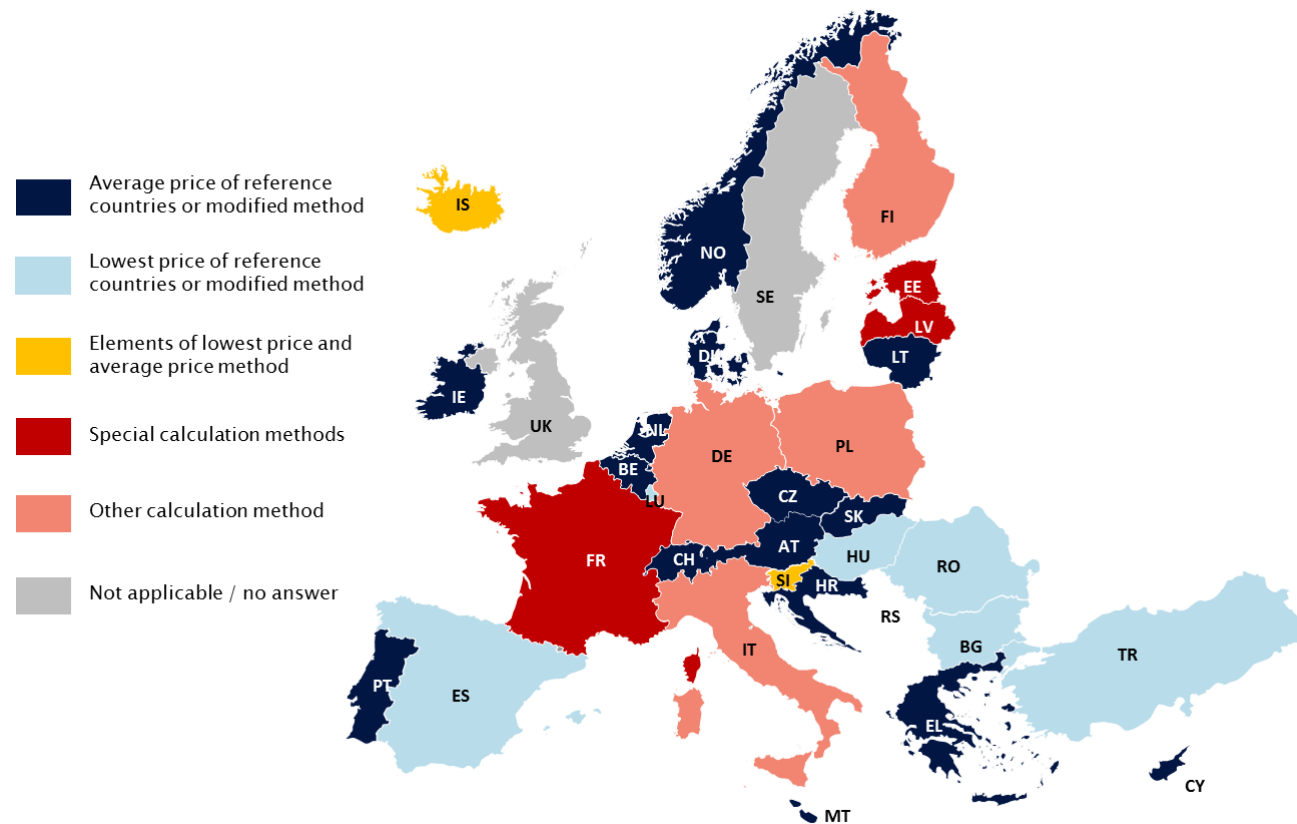 Average price of reference
countries or modified method
Lowest price of reference
countries or modified method
Elements of lowest price and
average price method
Special calculation methods
Other calculation method
Not applicable / no answer
IS
NO
SE
FI
EE
LV
LT
IE
UK
NL
BE
LU
DE
PL
CZ
SK
AT
CH
FR
SI
HR
HU
RO
RS
BG
TR
IT
PT
ES
EL
CY
MT